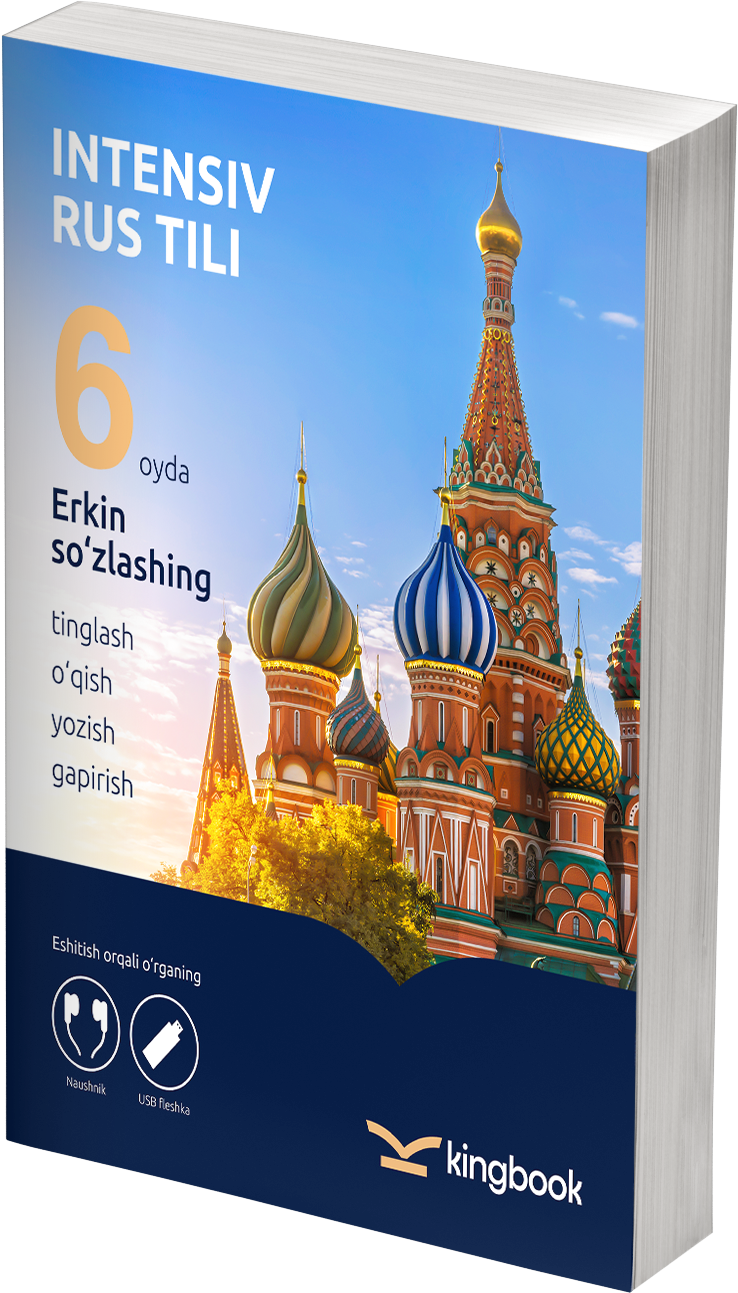 INTENSIV
RUS TILI
6 oyda
Erkin
so‘zlashing
tinglash
o‘qish
yozish
gapirish
Eshitish orqali o‘rganing
Naushnik
USB fleshka
kingbook